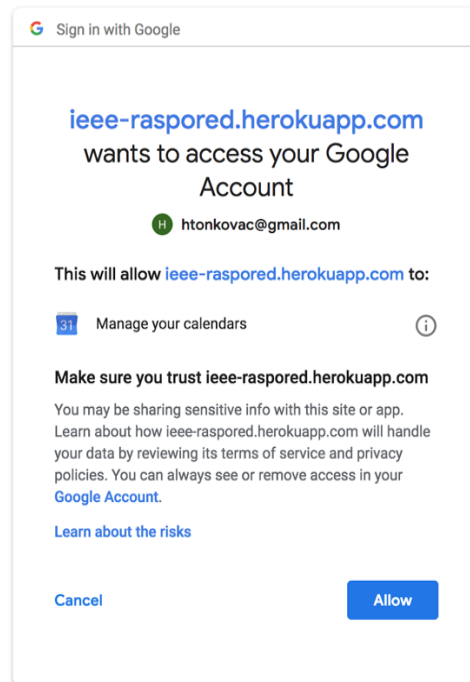 Sign in with Google
ieee-raspored.herokuapp.com
wants to access your Google
Account
H htonkovac@gmail.com
This will allow ieee-raspored.herokuapp.com to:
31 Manage your calendars
Make sure you trust ieee-raspored.herokuapp.com
You may be sharing sensitive info with this site or app.
Learn about how ieee-raspored.herokuapp.com will handle
your data by reviewing its terms of service and privacy
policies. You can always see or remove access in your
Google Account.
Learn about the risks
Cancel Allow